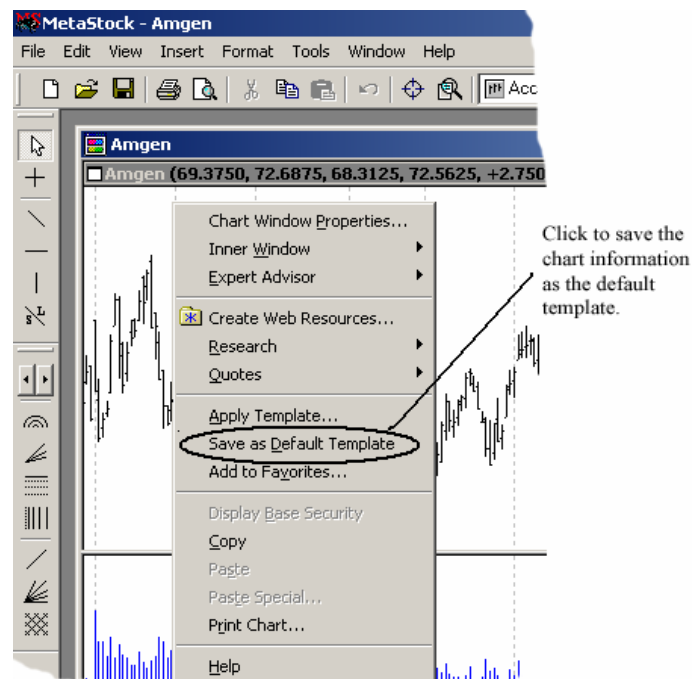 MetaStock - Amgen
File Edit View Insert Format Tools Window Help
Acc
Amgen
Amgen (69.3750, 72.6875, 68.3125, 72.5625, +2.750
Chart Window Properties...
Inner Window
Expert Advisor
Create Web Resources...
Research
Quotes
Apply Template...
Save as Default Template
Add to Favorites...
Display Base Security
Copy
Paste
Paste Special...
Print Chart...
Help
Click to save the
chart information
as the default
template.